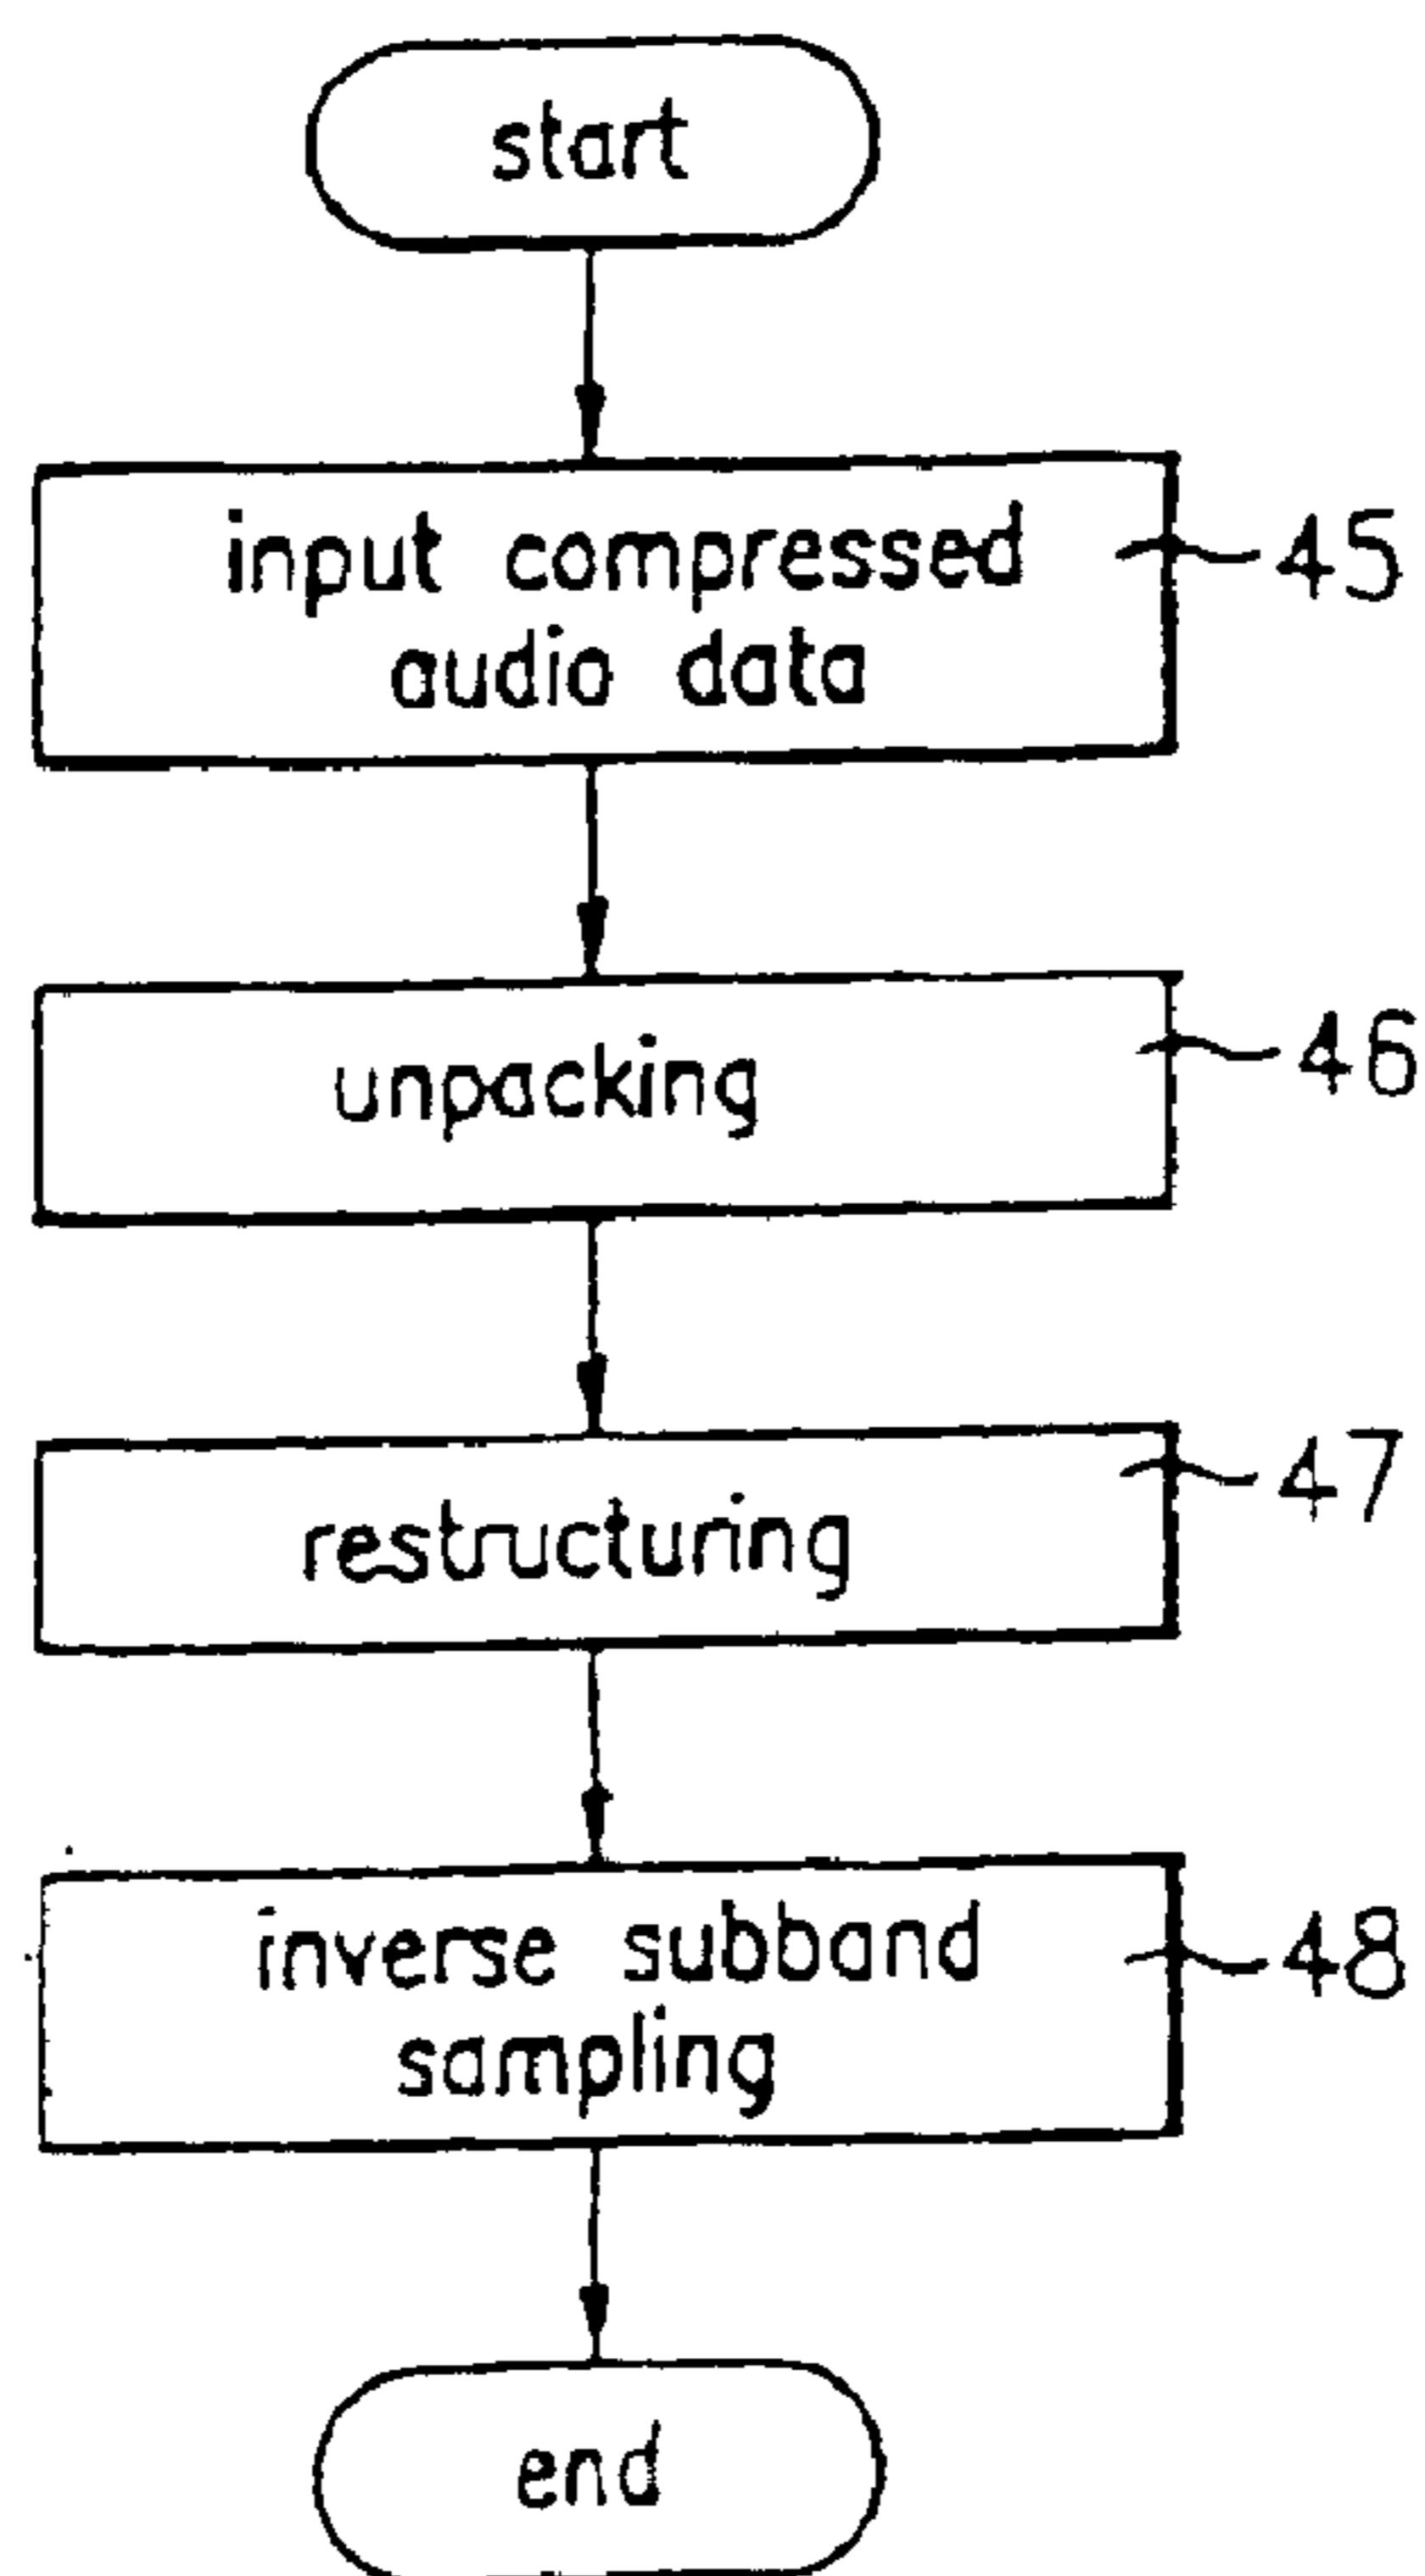 start
input compressed
audio data
45
unpacking
46
restructuring
47
inverse subband
sampling
48
end